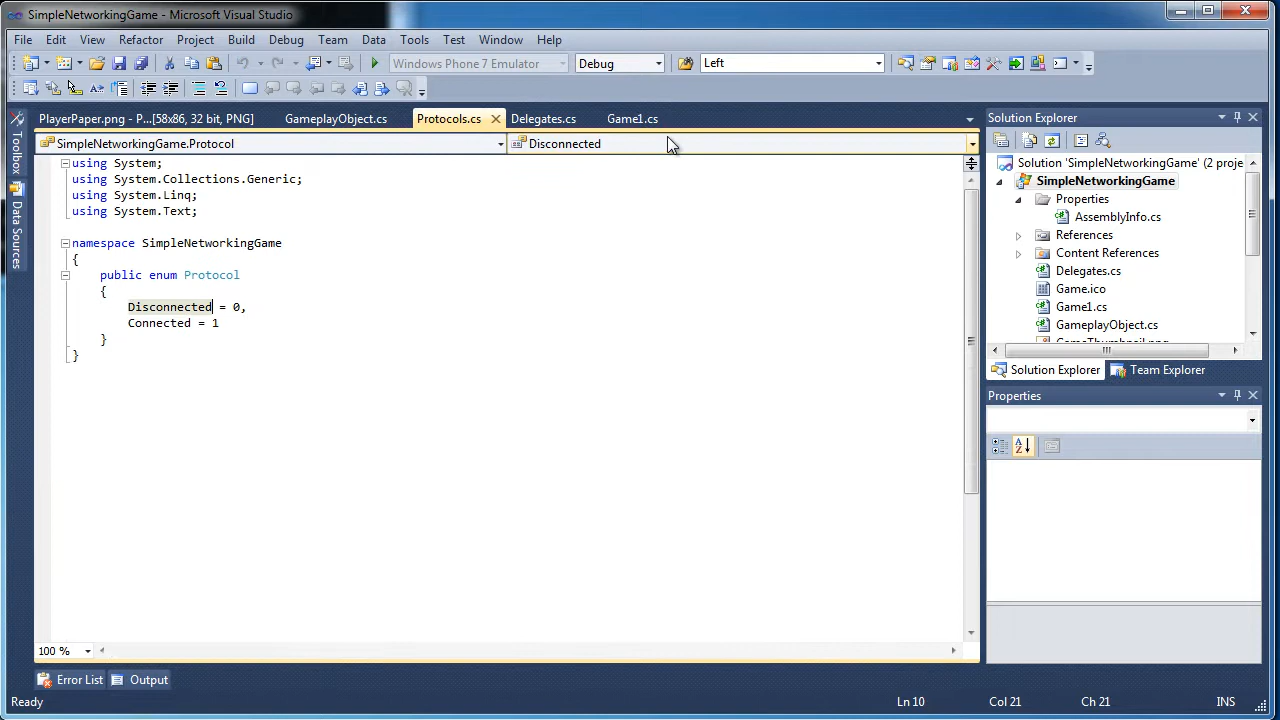 SimpleNetworkingGame - Microsoft Visual Studio
File Edit View Refactor Project Build Debug Team Data Tools Test Window Help
Windows Phone 7 Emulator Debug Left
PlayerPaper.png - P...[58x86, 32 bit, PNG] GameplayObject.cs Protocols.cs Delegates.cs Game1.cs
SimpleNetworkingGame.Protocol Disconnected
Toolbox
Data Sources
using System;
using System.Collections.Generic;
using System.Linq;
using System.Text;
namespace SimpleNetworkingGame
{
public enum Protocol
{
Disconnected = 0,
Connected = 1
}
}
100 %
Solution Explorer
Solution 'SimpleNetworkingGame' (2 proje
SimpleNetworkingGame
Properties
AssemblyInfo.cs
References
Content References
Delegates.cs
Game.ico
Game1.cs
GameplayObject.cs
GameThumbnail.png
Solution Explorer Team Explorer
Properties
Error List Output
Ready Ln 10 Col 21 Ch 21 INS